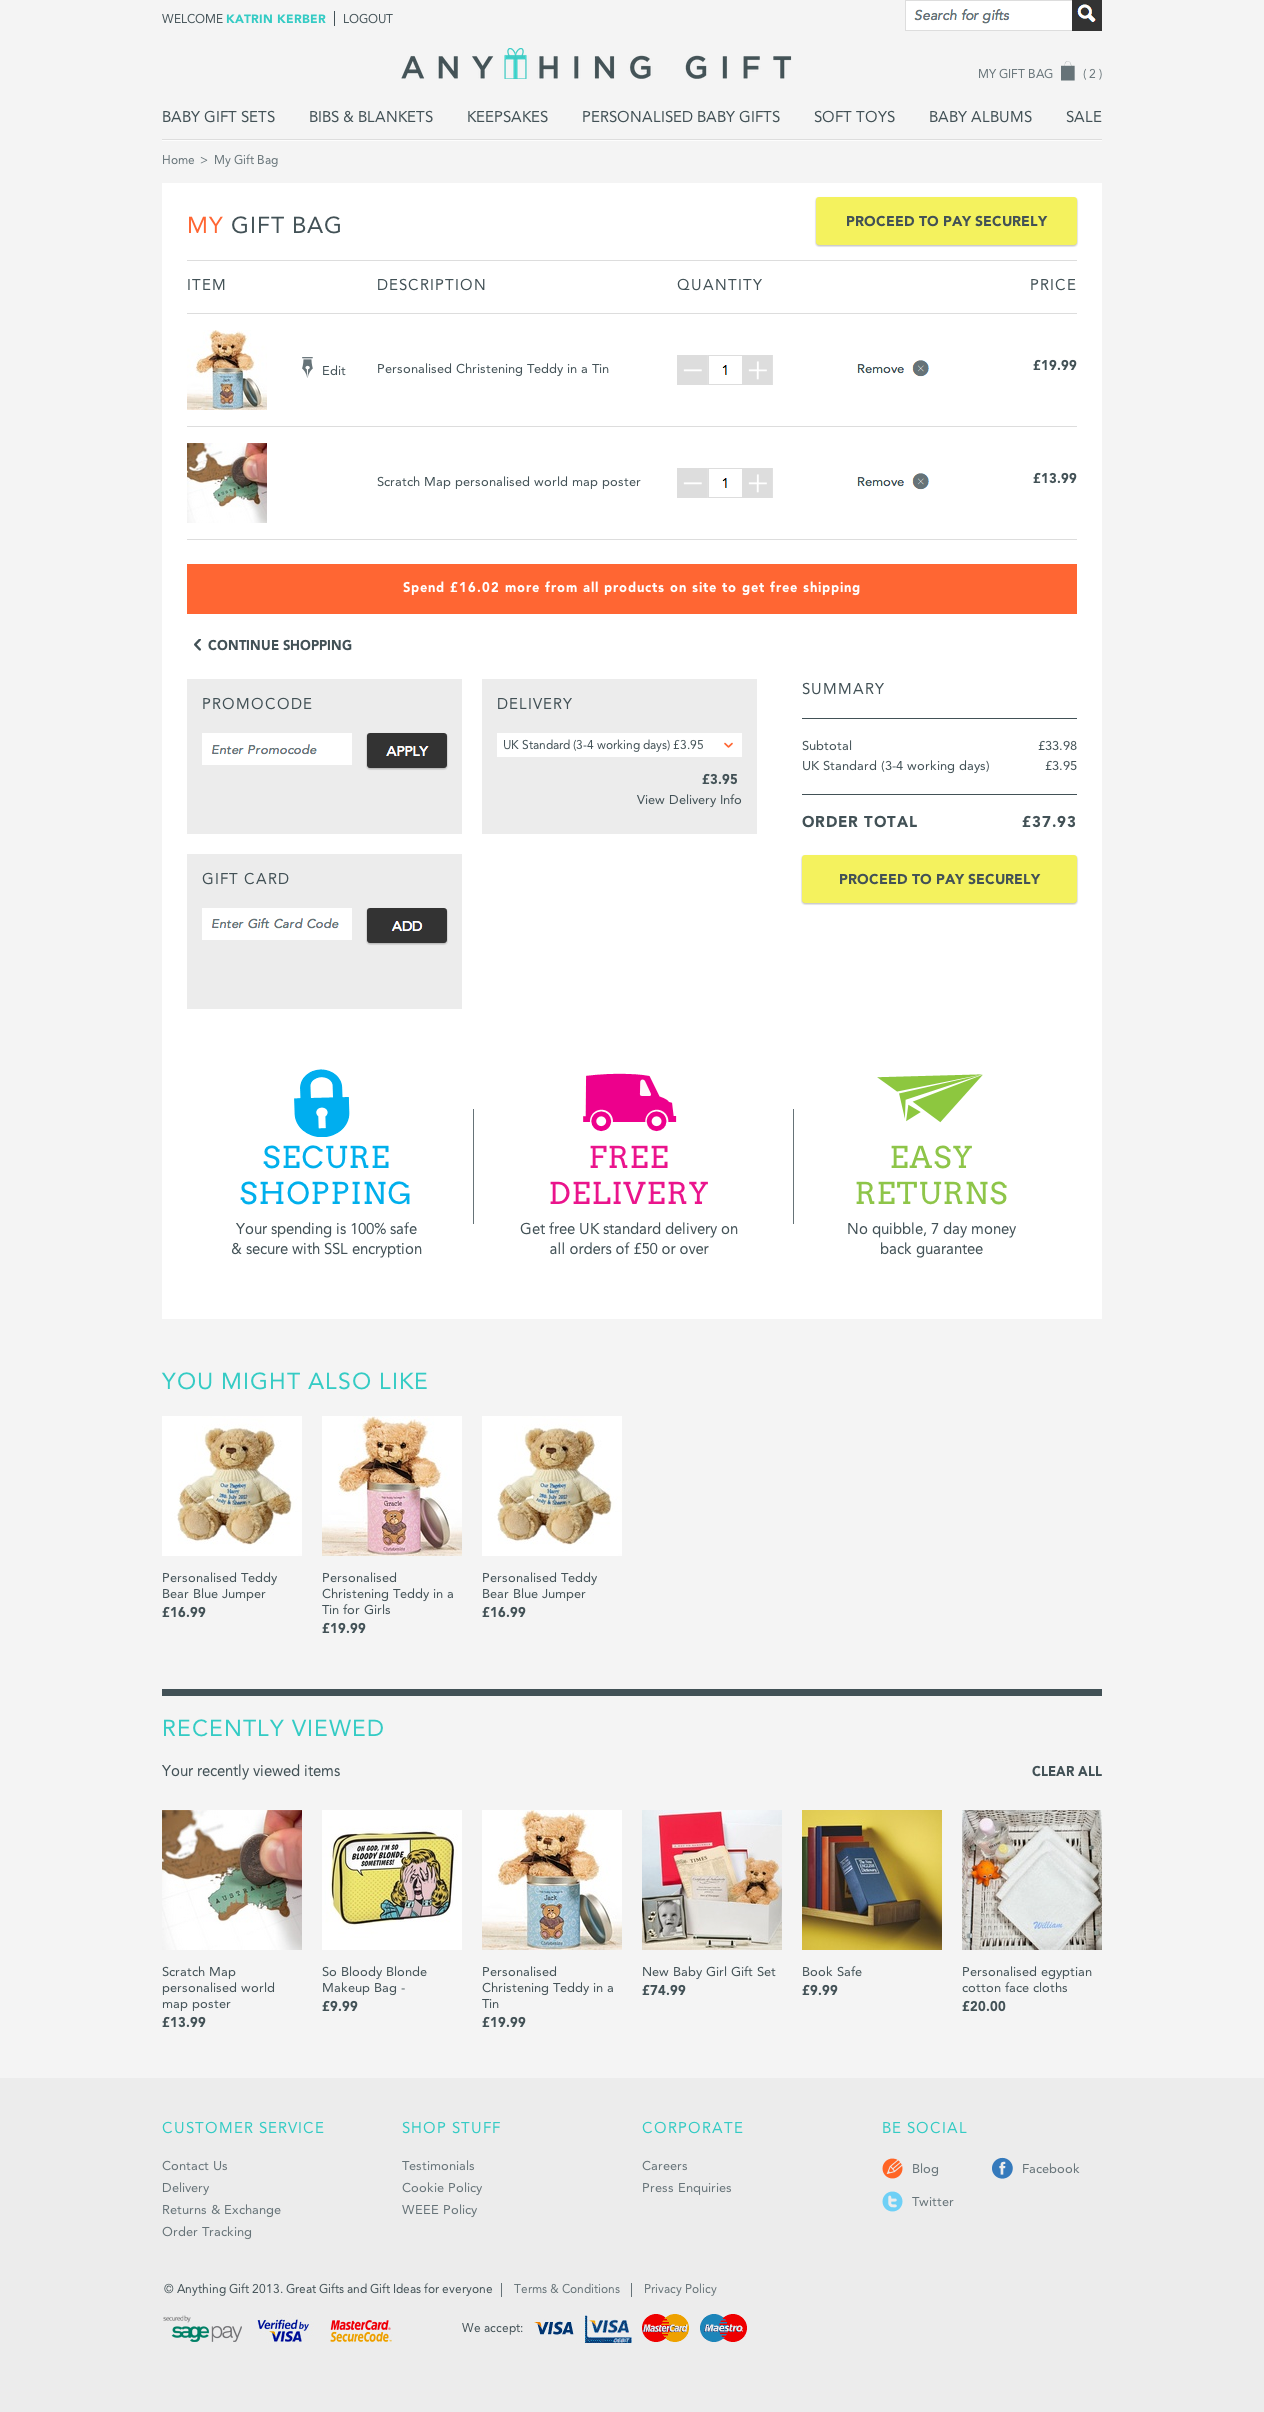 WELCOME KATRIN KERBER | LOGOUT
Search for gifts
ANYTHING GIFT
MY GIFT BAG ( 2 )
BABY GIFT SETS BIBS & BLANKETS KEEPSAKES PERSONALISED BABY GIFTS SOFT TOYS BABY ALBUMS SALE
Home > My Gift Bag
MY GIFT BAG
PROCEED TO PAY SECURELY
ITEM DESCRIPTION QUANTITY PRICE
Edit Personalised Christening Teddy in a Tin 1 Remove £19.99
Scratch Map personalised world map poster 1 Remove £13.99
Spend £16.02 more from all products on site to get free shipping
CONTINUE SHOPPING
PROMOCODE
Enter Promocode APPLY
DELIVERY
UK Standard (3-4 working days) £3.95
£3.95
View Delivery Info
SUMMARY
Subtotal £33.98
UK Standard (3-4 working days) £3.95
ORDER TOTAL £37.93
PROCEED TO PAY SECURELY
GIFT CARD
Enter Gift Card Code ADD
SECURE
SHOPPING
Your spending is 100% safe
& secure with SSL encryption
FREE
DELIVERY
Get free UK standard delivery on
all orders of £50 or over
EASY
RETURNS
No quibble, 7 day money
back guarantee
YOU MIGHT ALSO LIKE
Gracie
Personalised Teddy
Bear Blue Jumper
£16.99
Personalised
Christening Teddy in a
Tin for Girls
£19.99
Personalised Teddy
Bear Blue Jumper
£16.99
RECENTLY VIEWED
Your recently viewed items CLEAR ALL
OH GOD, I'M SO
BLOODY BLONDE
SOMETIMES!
Jack
TIMES
William
Scratch Map
personalised world
map poster
£13.99
So Bloody Blonde
Makeup Bag -
£9.99
Personalised
Christening Teddy in a
Tin
£19.99
New Baby Girl Gift Set
£74.99
Book Safe
£9.99
Personalised egyptian
cotton face cloths
£20.00
CUSTOMER SERVICE
Contact Us
Delivery
Returns & Exchange
Order Tracking
SHOP STUFF
Testimonials
Cookie Policy
WEEE Policy
CORPORATE
Careers
Press Enquiries
BE SOCIAL
Blog Facebook
Twitter
© Anything Gift 2013. Great Gifts and Gift Ideas for everyone | Terms & Conditions | Privacy Policy
secured by
sage pay
Verified by
VISA
MasterCard.
SecureCode.
We accept: VISA VISA DEBIT MasterCard Maestro